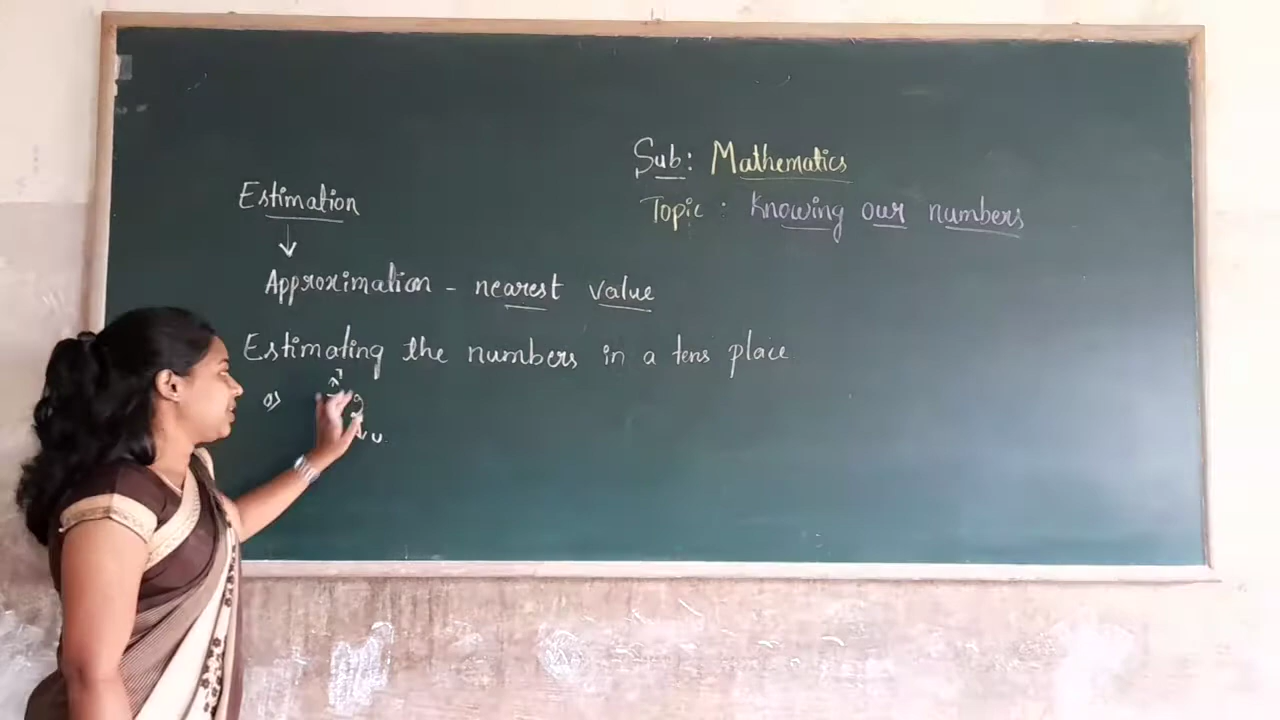 Sub: Mathematics
Topic: Knowing our numbers
Estimation
Approximation - nearest value
Estimating the numbers in a tens place
a)
U